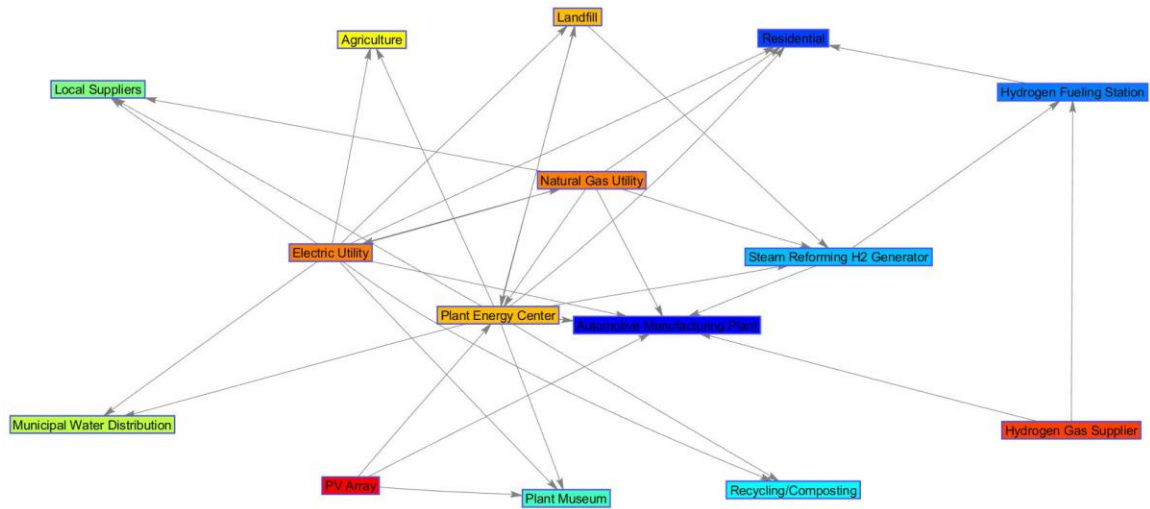 Landfill
Agriculture
Residential
Local Suppliers
Hydrogen Fueling Station
Natural Gas Utility
Electric Utility
Steam Reforming H2 Generator
Plant Energy Center
Automotive Manufacturing Plant
Municipal Water Distribution
Hydrogen Gas Supplier
PV Array
Recycling/Composting
Plant Museum